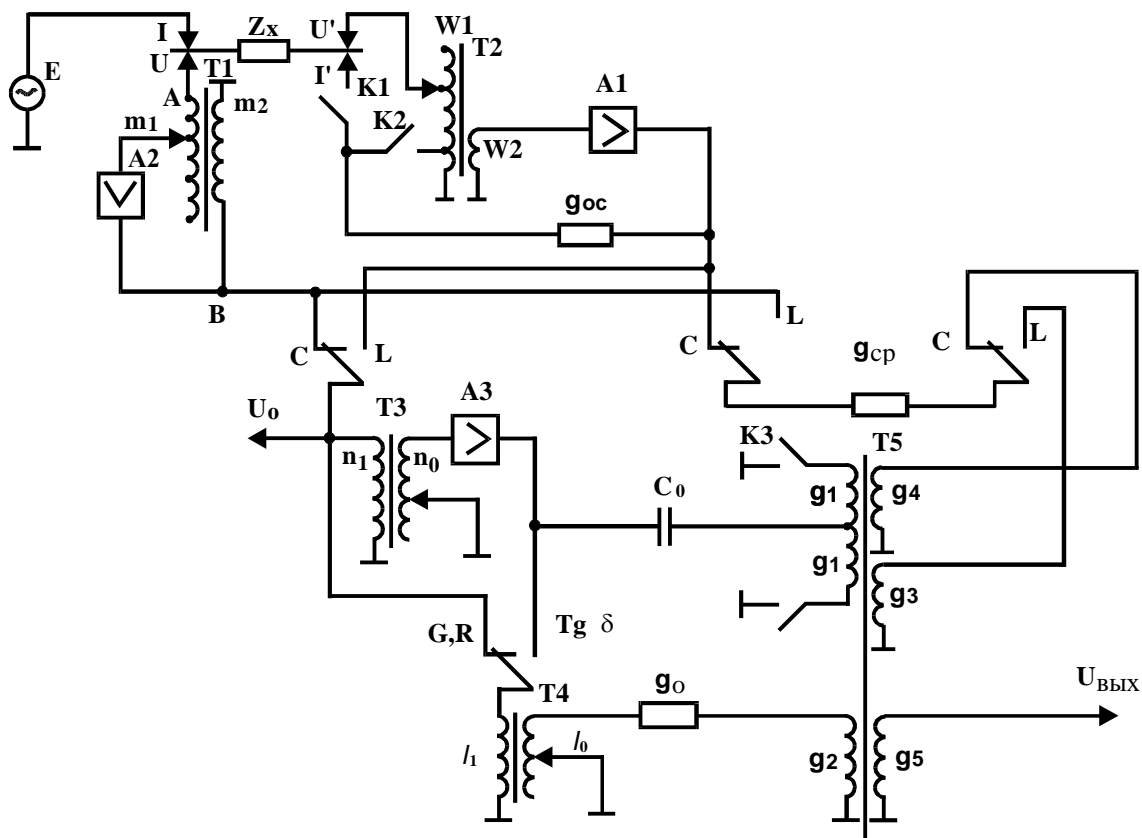 I
Zx
U'
W1
T2
U
T1
I'
K1
A1
E
A
m1
m2
K2
A2
W2
goc
B
L
C
L
C
gср
C
L
Uo
T3
A3
K3
T5
n1
n0
C0
g1
g4
g1
g3
G,R
Tg δ
T4
gO
UВЫХ
l1
l0
g2
g5